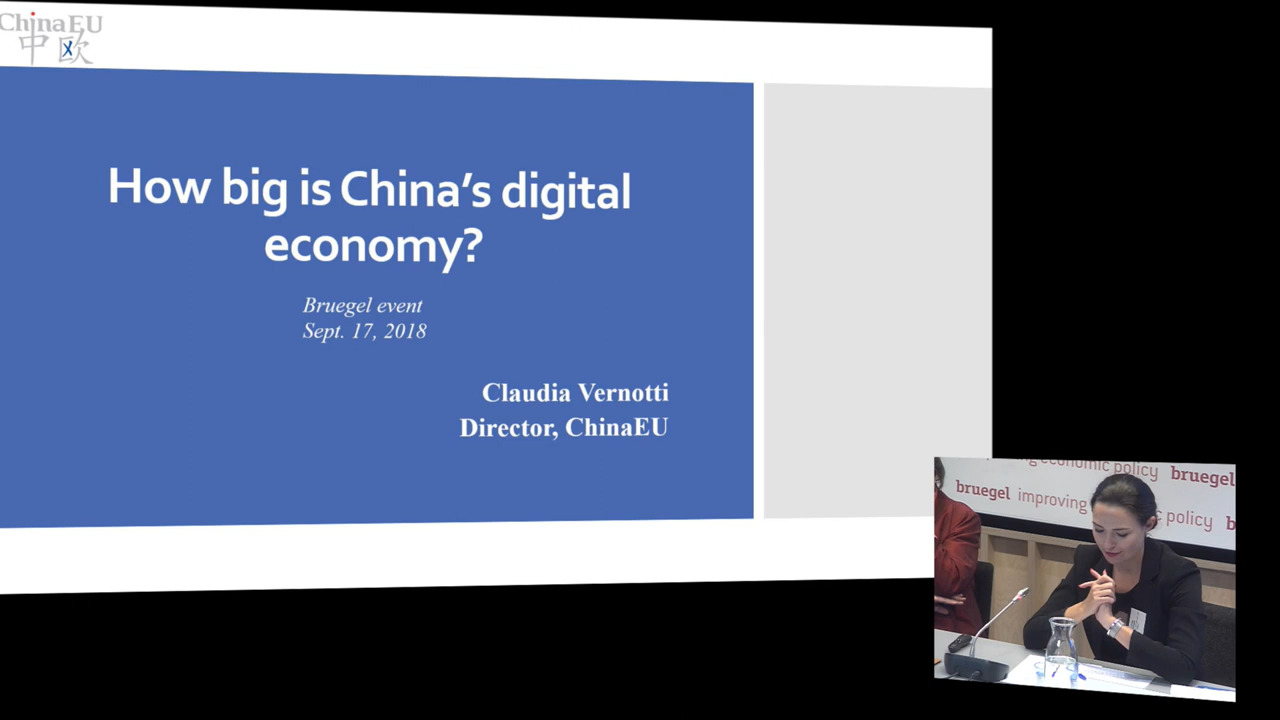 ChinaEU
中欧
How big is China's digital
economy?
Bruegel event
Sept. 17, 2018
Claudia Vernotti
Director, ChinaEU
economic policy bruegel
bruegel improving
policy